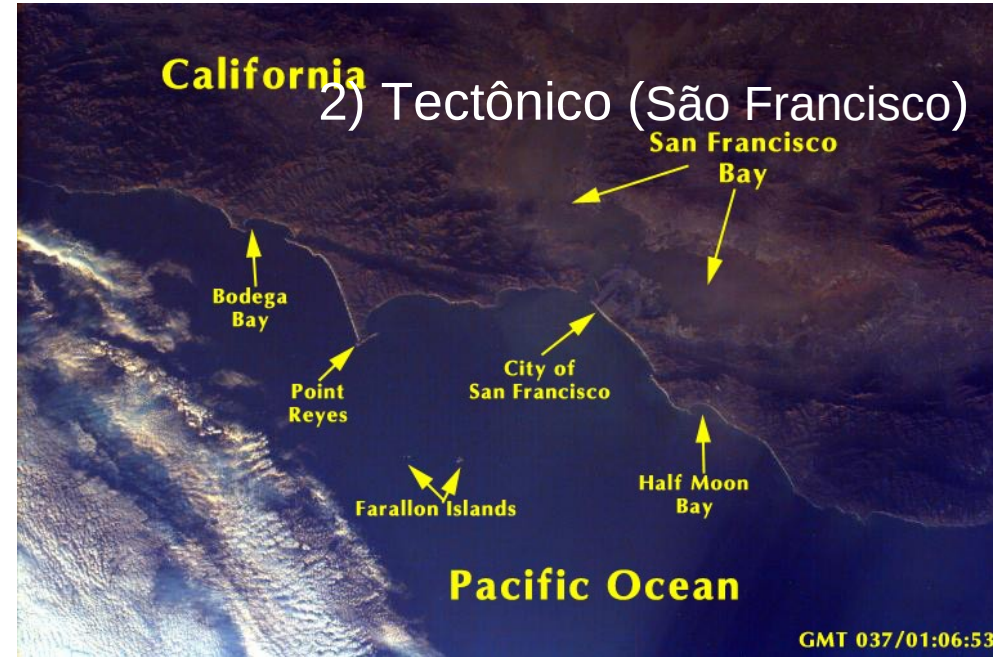 California
2) Tectônico (São Francisco)
San Francisco
Bay
Bodega
Bay
Point
Reyes
City of
San Francisco
Farallon Islands
Half Moon
Bay
Pacific Ocean
GMT 037/01:06:53